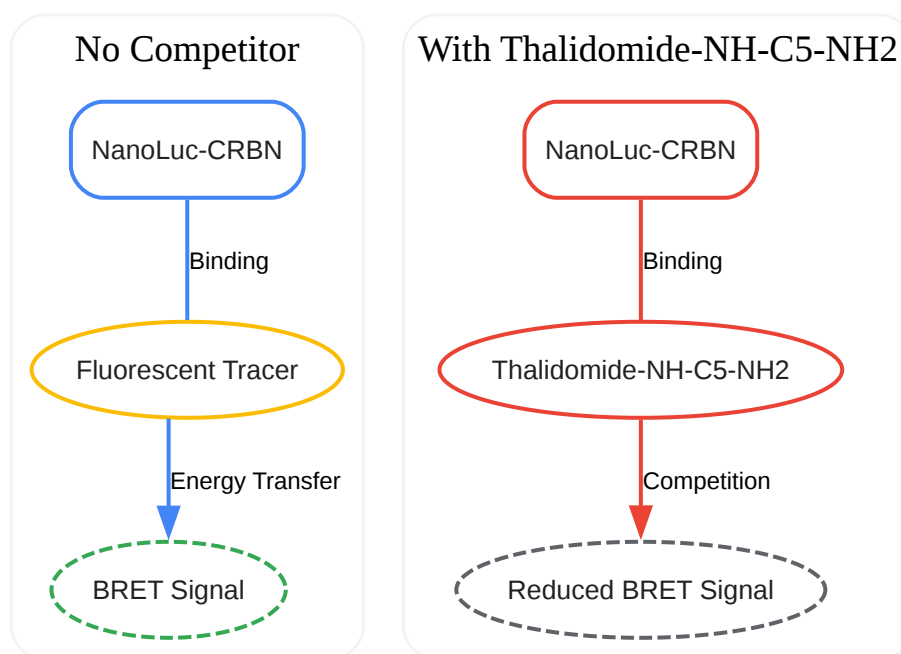 No Competitor
NanoLuc-CRBN
Binding
Fluorescent Tracer
Energy Transfer
BRET Signal
With Thalidomide-NH-C5-NH2
NanoLuc-CRBN
Binding
Thalidomide-NH-C5-NH2
Competition
Reduced BRET Signal